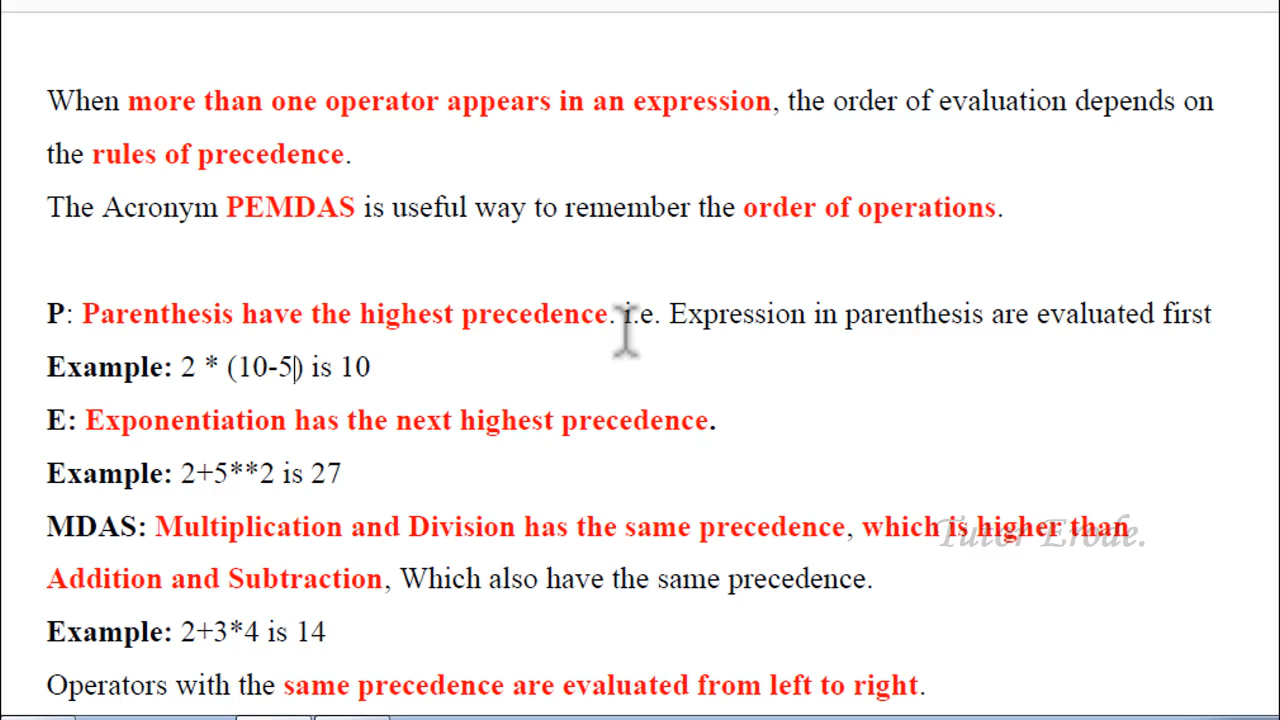 When more than one operator appears in an expression, the order of evaluation depends on
the rules of precedence.
The Acronym PEMDAS is useful way to remember the order of operations.
P: Parenthesis have the highest precedence. i.e. Expression in parenthesis are evaluated first
Example: 2 * (10-5) is 10
E: Exponentiation has the next highest precedence.
Example: 2+5**2 is 27
MDAS: Multiplication and Division has the same precedence, which is higher than
Tutor Erode.
Addition and Subtraction, Which also have the same precedence.
Example: 2+3*4 is 14
Operators with the same precedence are evaluated from left to right.